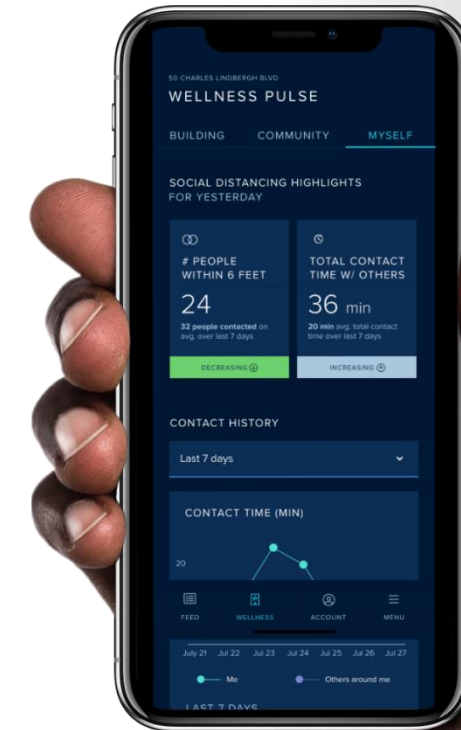 50 CHARLES LINDBERGH BLVD
WELLNESS PULSE
BUILDING COMMUNITY MYSELF
SOCIAL DISTANCING HIGHLIGHTS
FOR YESTERDAY
# PEOPLE
WITHIN 6 FEET
24
32 people contacted on
avg. over last 7 days
DECREASING
TOTAL CONTACT
TIME W/ OTHERS
36 min
20 min avg. total contact
time over last 7 days
INCREASING
CONTACT HISTORY
Last 7 days
CONTACT TIME (MIN)
20
FEED WELLNESS ACCOUNT MENU
July 21 Jul 22 Jul 23 Jul 24 Jul 25 Jul 26 Jul 27
Me Others around me
LAST 7 DAYS